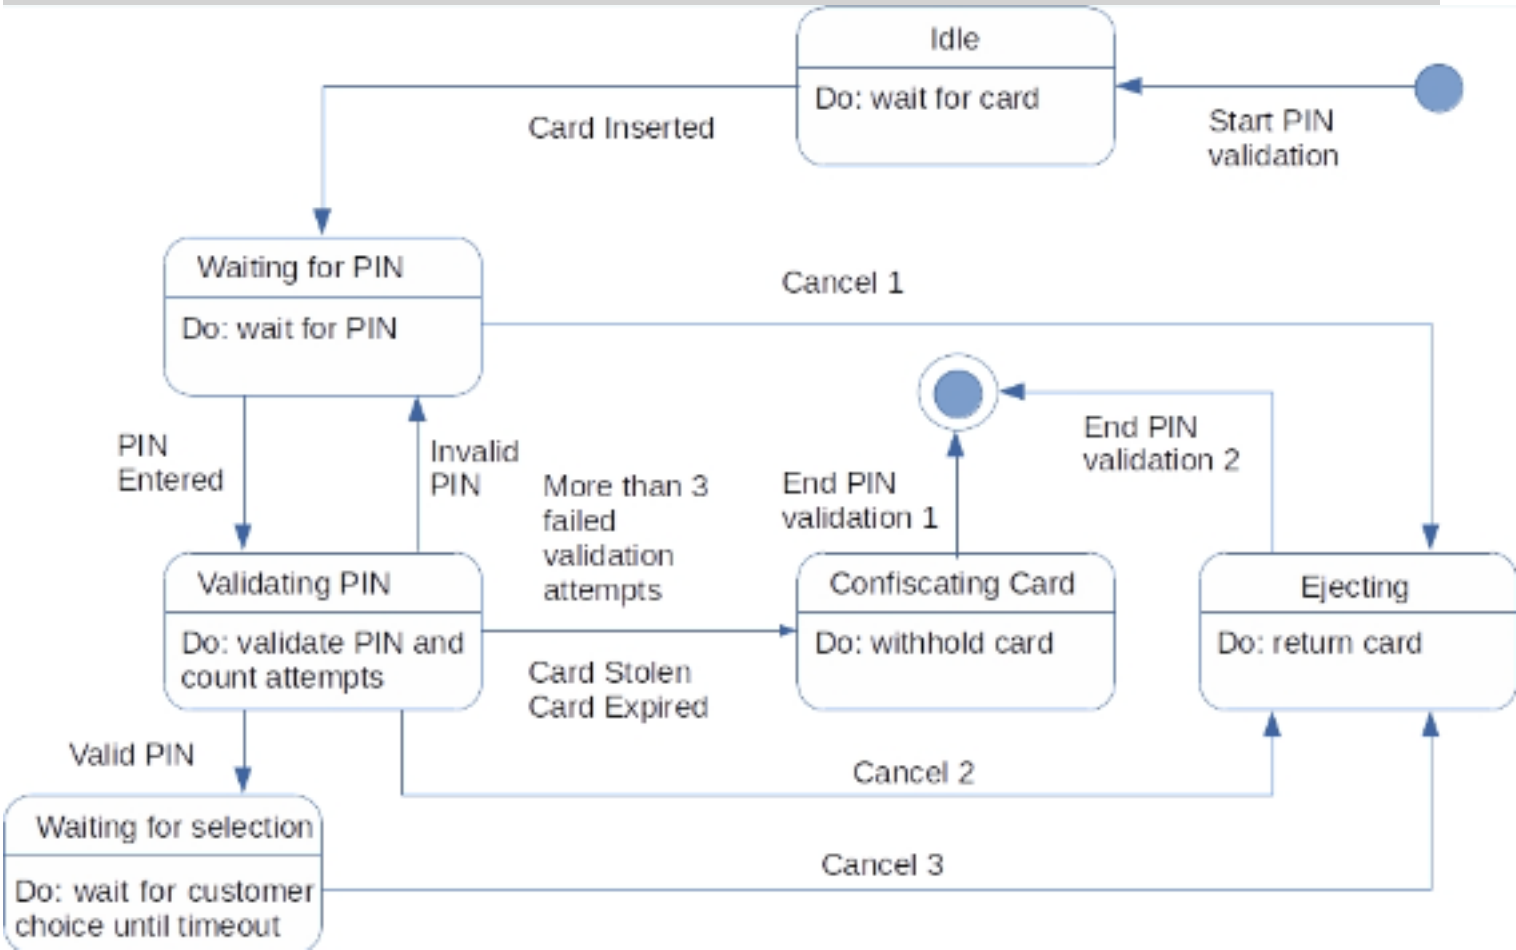 Idle
Do: wait for card
Start PIN
validation
Card Inserted
Waiting for PIN
Do: wait for PIN
Cancel 1
PIN
Entered
Invalid
PIN
More than 3
failed
validation
attempts
End PIN
validation 1
End PIN
validation 2
Validating PIN
Do: validate PIN and
count attempts
Card Stolen
Card Expired
Confiscating Card
Do: withhold card
Ejecting
Do: return card
Valid PIN
Cancel 2
Waiting for selection
Do: wait for customer
choice until timeout
Cancel 3